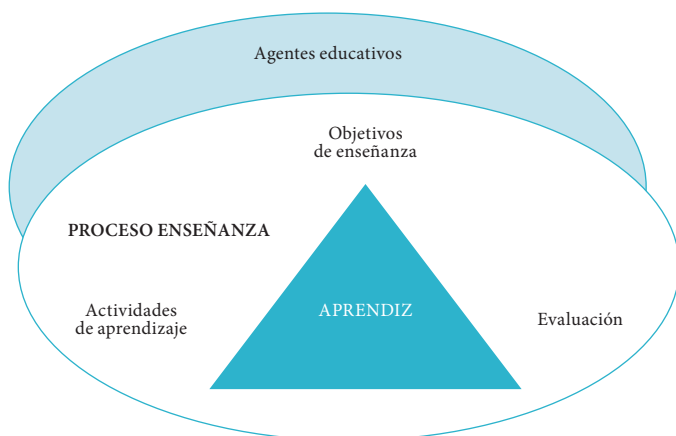 Agentes educativos
Objetivos
de enseñanza
PROCESO ENSEÑANZA
Actividades
de aprendizaje
APRENDIZ
Evaluación